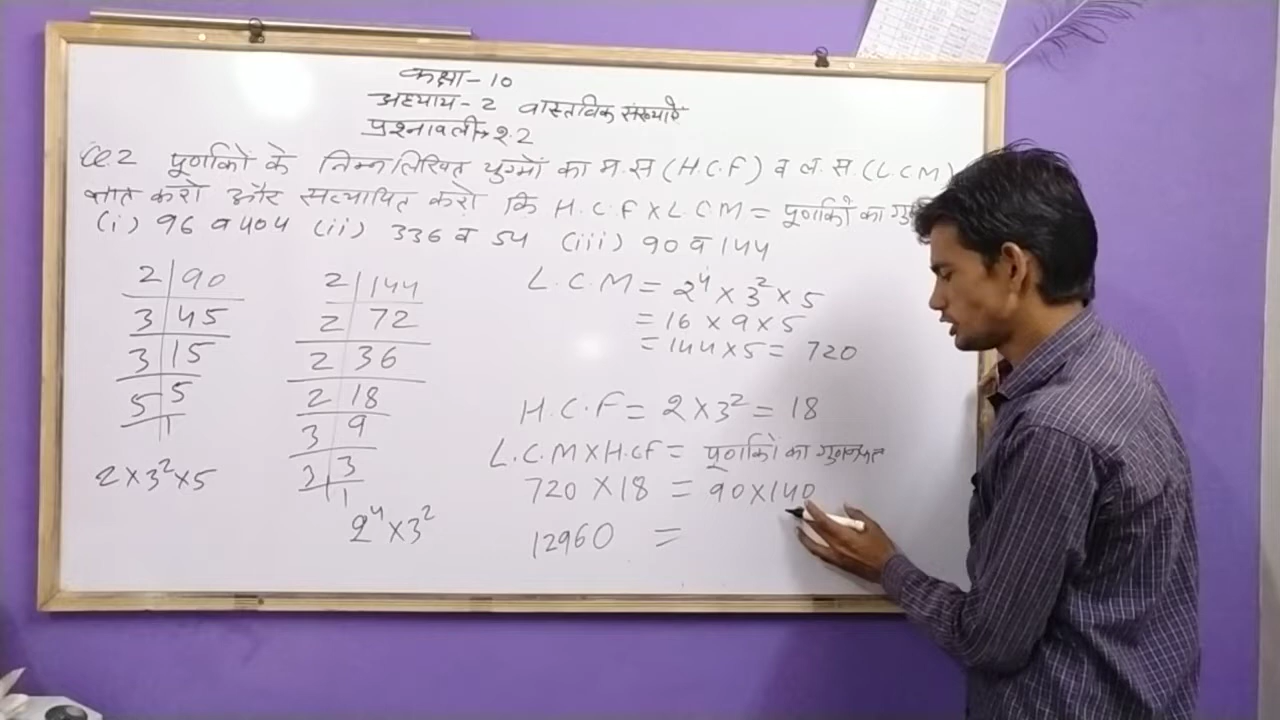 कक्षा-10
अध्याय-2 वास्तविक संख्याऐं
प्रश्नावली→2.2
Q.2 पूर्णांकों के निम्नलिखित युग्मों का म.स (H.C.F) व ल.स. (L.C.M)
ज्ञात करो और सत्यापित करो कि H.C.F×L.C.M = पूर्णांकों का
(i) 96 व 404 (ii) 336 व 54 (iii) 90 व 144
2 | 90
3 | 45
3 | 15
5 | 5
1
2×3²×5
2 | 144
2 | 72
2 | 36
2 | 18
3 | 9
3 | 3
1
2⁴×3²
L.C.M = 2⁴×3²×5
= 16×9×5
= 144×5 = 720
H.C.F = 2×3² = 18
L.C.M×H.C.F = पूर्णांकों का गुणनफल
720×18 = 90×140
12960 =